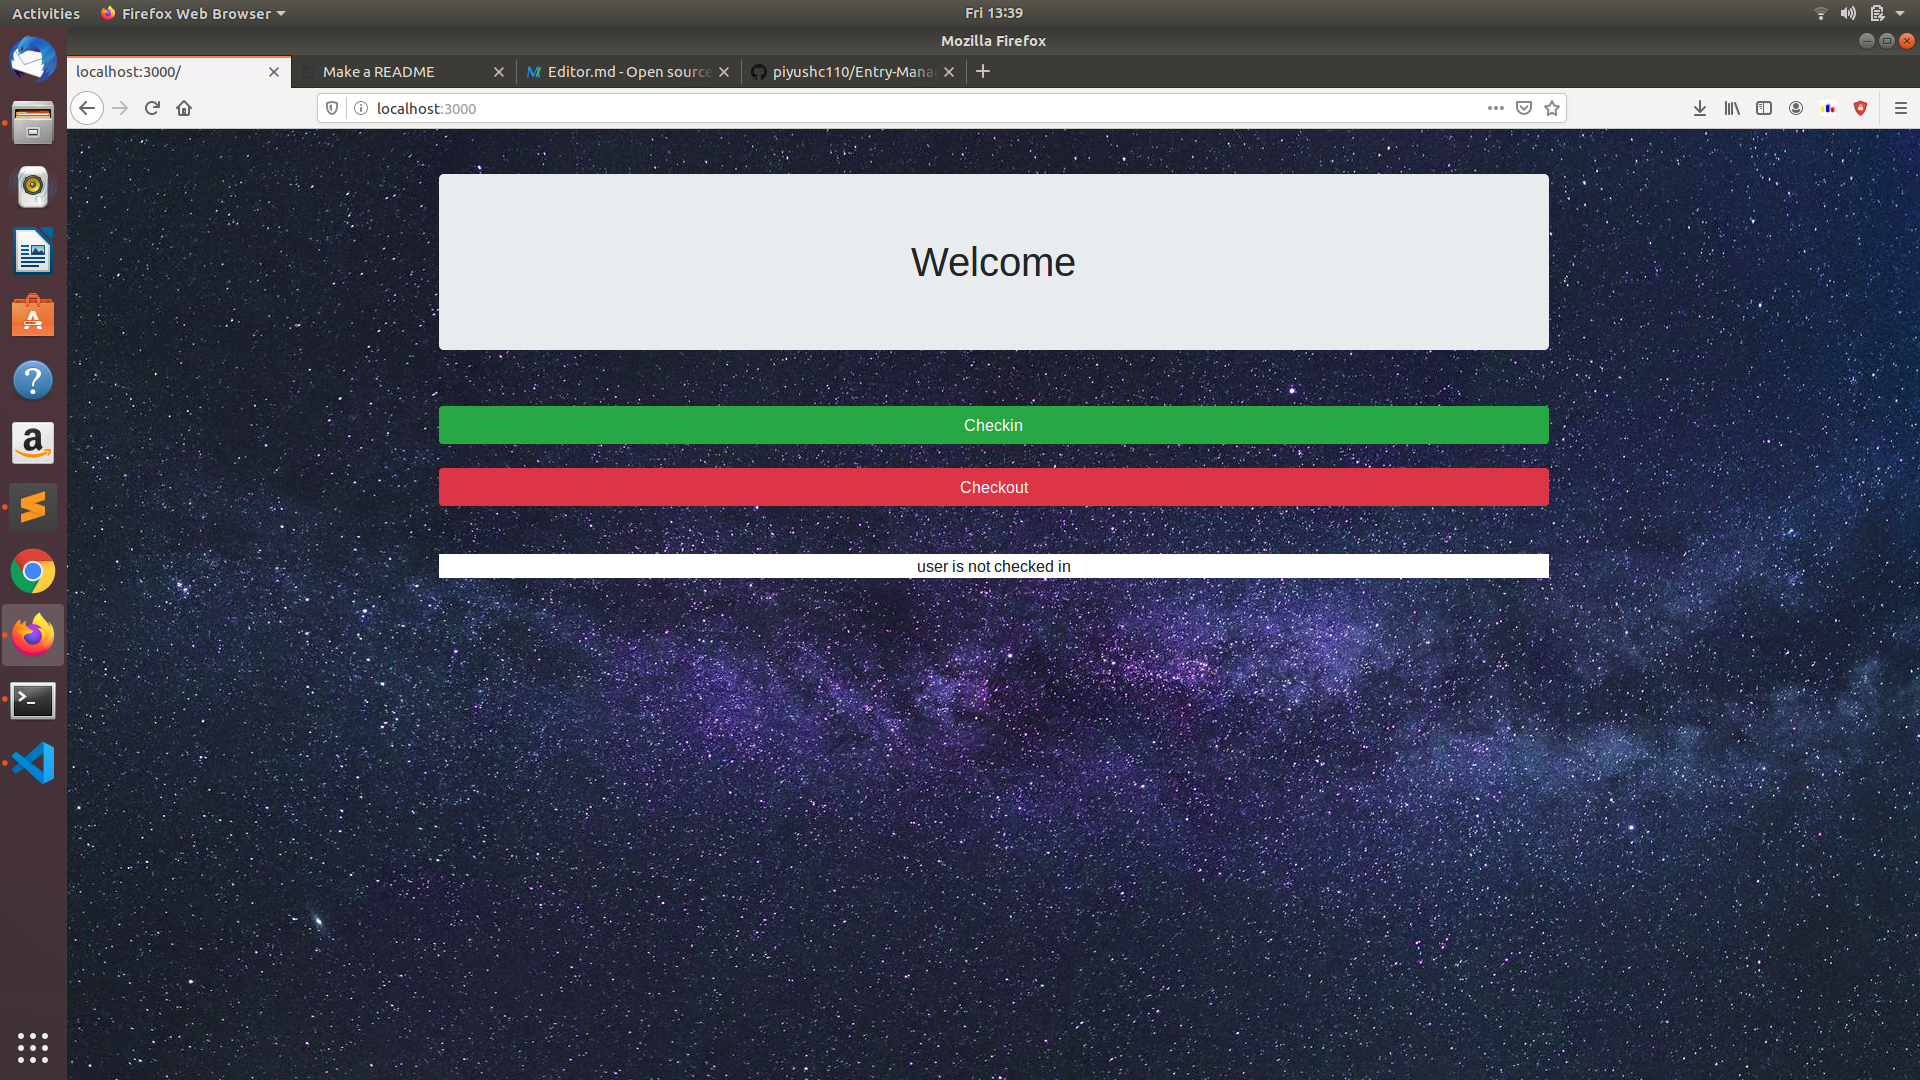 Activities
Firefox Web Browser
Fri 13:39
Mozilla Firefox
localhost:3000/
Make a README
Editor.md - Open source
piyushc110/Entry-Mana
localhost:3000
Welcome
Checkin
Checkout
user is not checked in